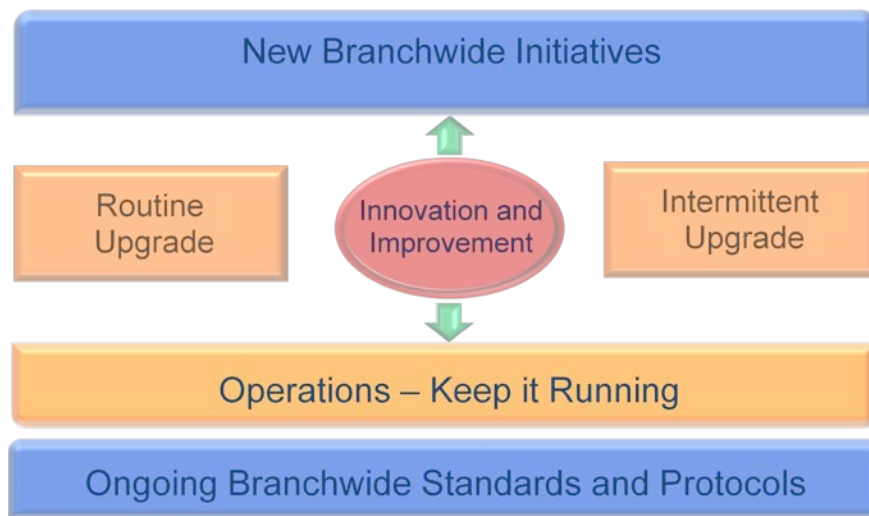 New Branchwide Initiatives
Routine
Upgrade
Innovation and
Improvement
Intermittent
Upgrade
Operations – Keep it Running
Ongoing Branchwide Standards and Protocols